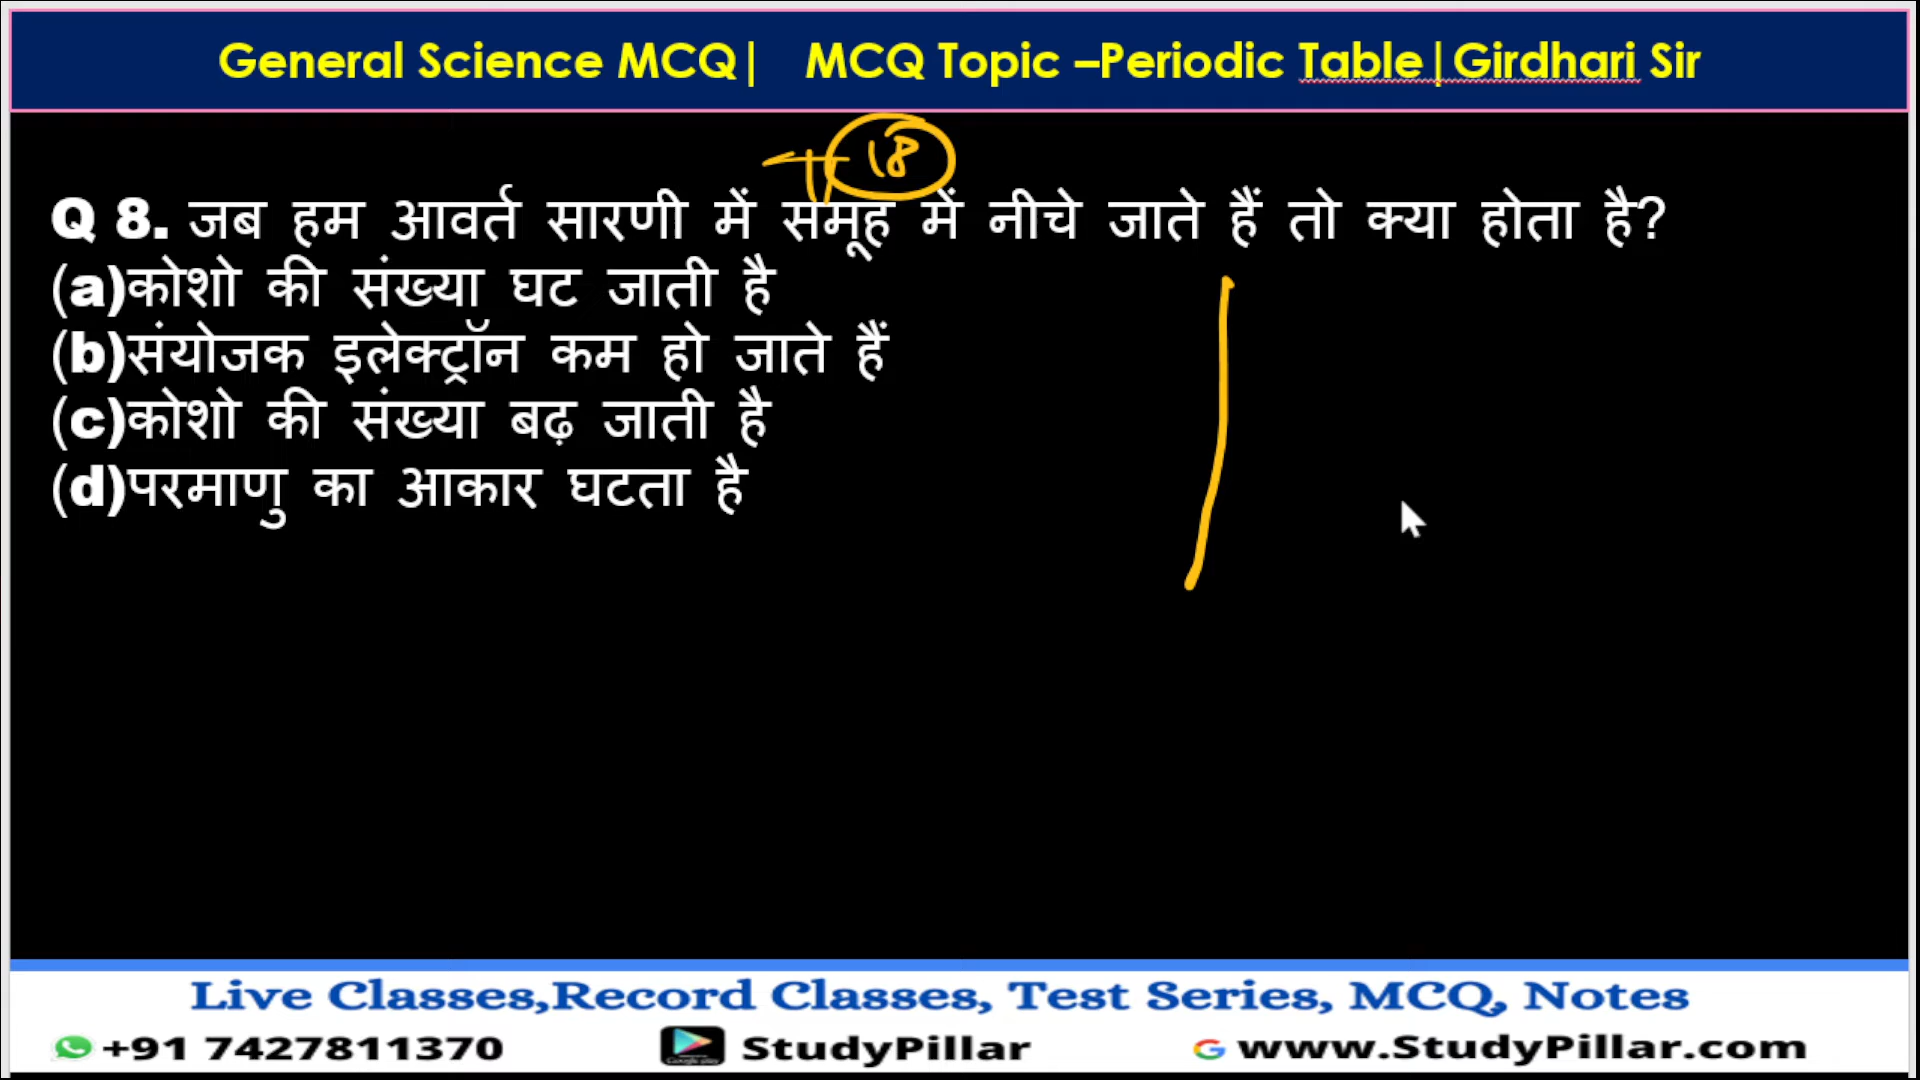 General Science MCQ| MCQ Topic –Periodic Table|Girdhari Sir
18
Q 8. जब हम आवर्त सारणी में समूह में नीचे जाते हैं तो क्या होता है?
(a)कोशो की संख्या घट जाती है
(b)संयोजक इलेक्ट्रॉन कम हो जाते हैं
(c)कोशो की संख्या बढ़ जाती है
(d)परमाणु का आकार घटता है
Live Classes,Record Classes, Test Series, MCQ, Notes
+91 7427811370 StudyPillar www.StudyPillar.com